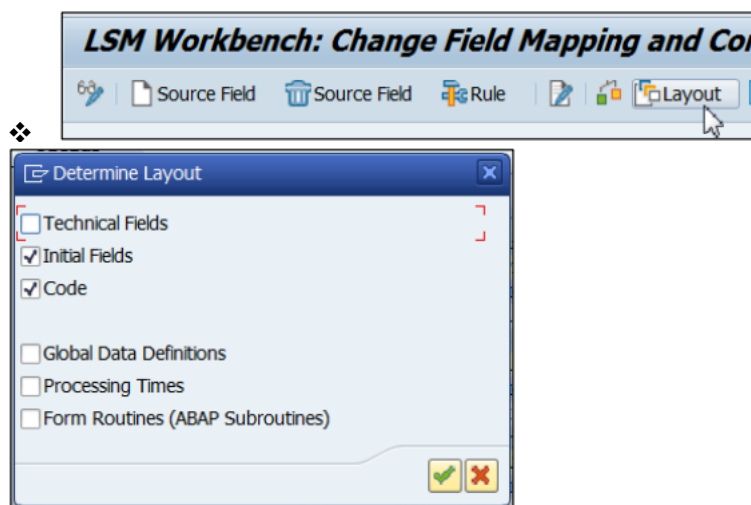 LSM Workbench: Change Field Mapping and Co
Source Field Source Field Rule Layout
Determine Layout
Technical Fields
Initial Fields
Code
Global Data Definitions
Processing Times
Form Routines (ABAP Subroutines)